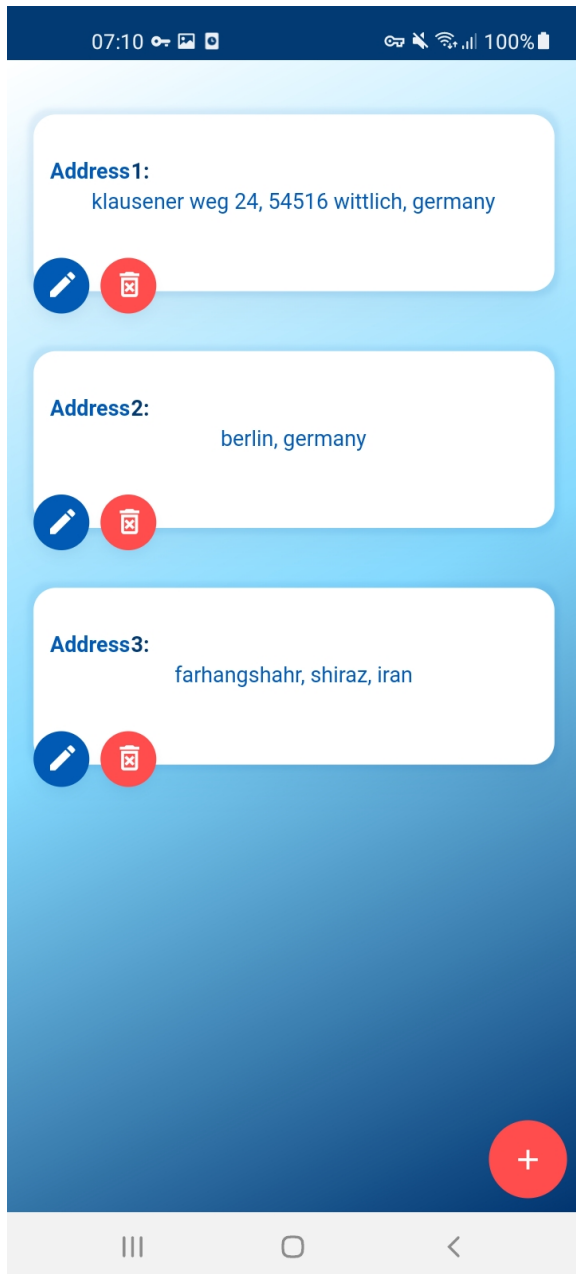 07:10 100%
Address1:
klausener weg 24, 54516 wittlich, germany
Address2:
berlin, germany
Address3:
farhangshahr, shiraz, iran
+